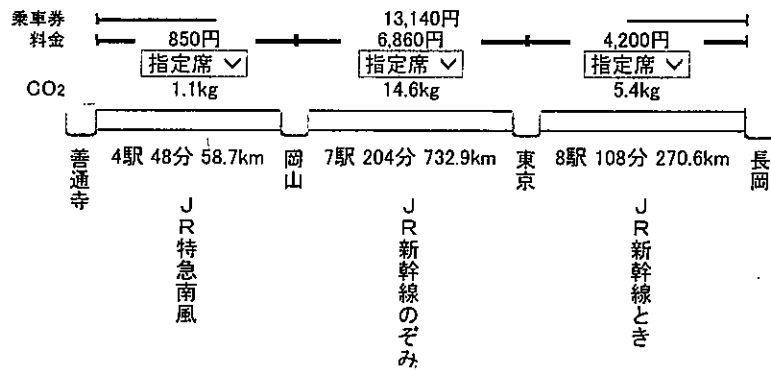 乗車券 13,140円
料金 850円 6,860円 4,200円
指定席 指定席 指定席
CO2 1.1kg 14.6kg 5.4kg
善通寺 4駅 48分 58.7km 岡山 7駅 204分 732.9km 東京 8駅 108分 270.6km 長岡
JR特急南風
JR新幹線のぞみ
JR新幹線とき